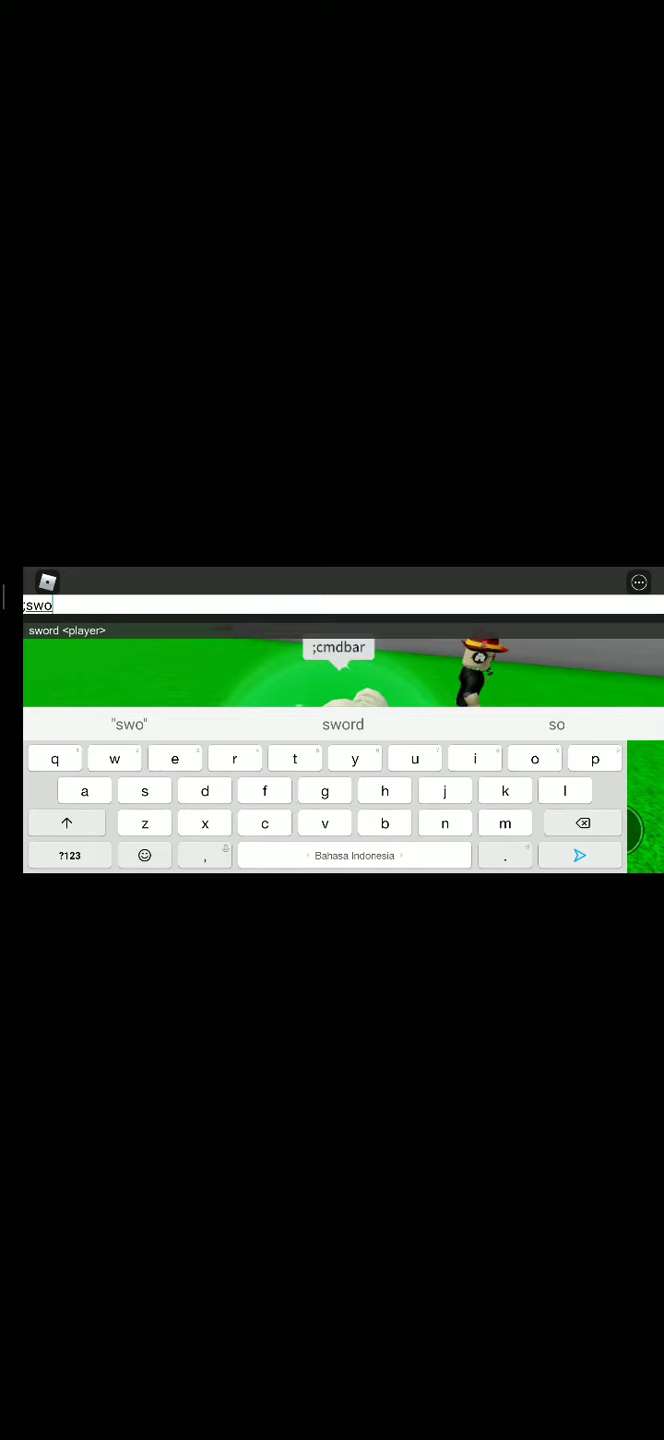 ;swo
sword <player>
;cmdbar
"swo" sword so
q w e r t y u i o p
a s d f g h j k l
z x c v b n m
?123 , Bahasa Indonesia .